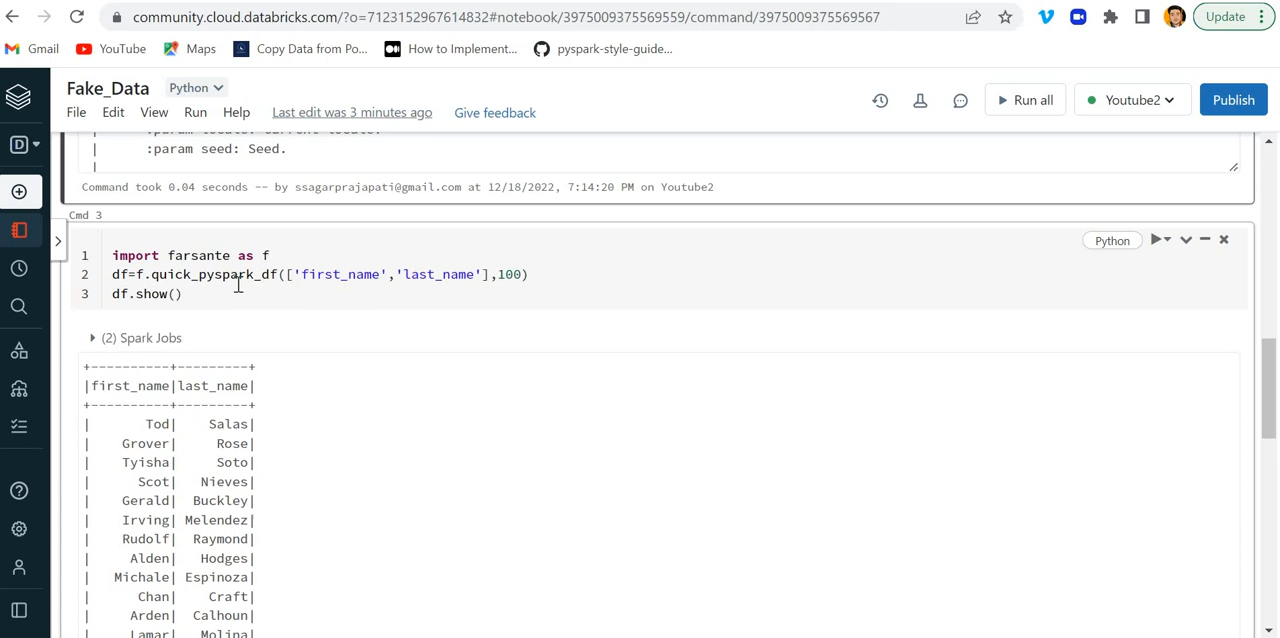 community.cloud.databricks.com/?o=7123152967614832#notebook/3975009375569559/command/3975009375569567
Update
Gmail
YouTube
Maps
Copy Data from Po...
How to Implement...
pyspark-style-guide...
Fake_Data
Python
File
Edit
View
Run
Help
Last edit was 3 minutes ago
Give feedback
Run all
Youtube2
Publish
D
| :param locale: Current locale.
| :param seed: Seed.
|
Command took 0.04 seconds -- by ssagarprajapati@gmail.com at 12/18/2022, 7:14:20 PM on Youtube2
Cmd 3
Python
1 import farsante as f
2 df=f.quick_pyspark_df(['first_name','last_name'],100)
3 df.show()
(2) Spark Jobs
+----------+---------+
|first_name|last_name|
+----------+---------+
| Tod| Salas|
| Grover| Rose|
| Tyisha| Soto|
| Scot| Nieves|
| Gerald| Buckley|
| Irving| Melendez|
| Rudolf| Raymond|
| Alden| Hodges|
| Michale| Espinoza|
| Chan| Craft|
| Arden| Calhoun|
| Lamar| Molina|